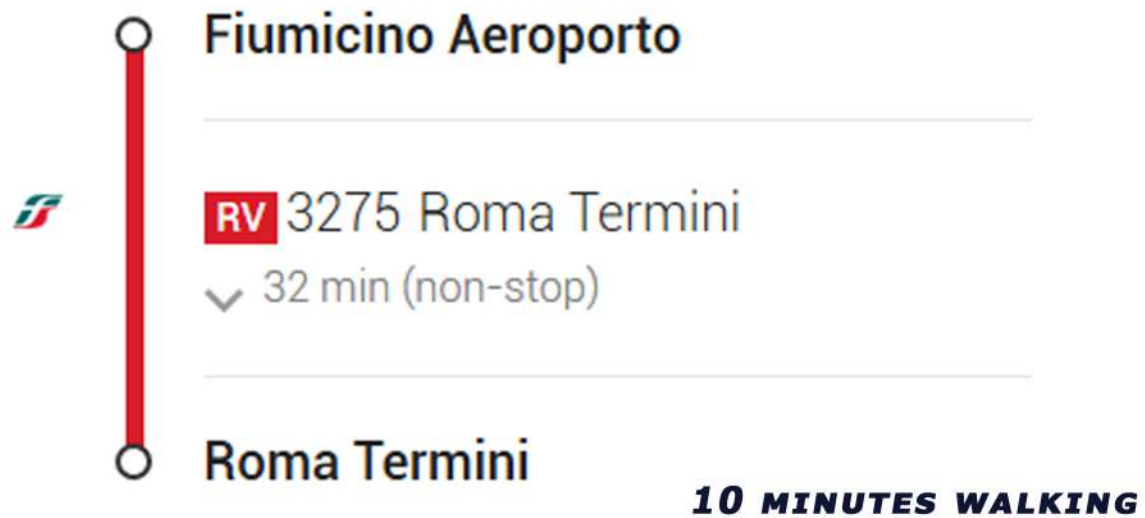 Fiumicino Aeroporto
RV 3275 Roma Termini
32 min (non-stop)
Roma Termini
10 MINUTES WALKING